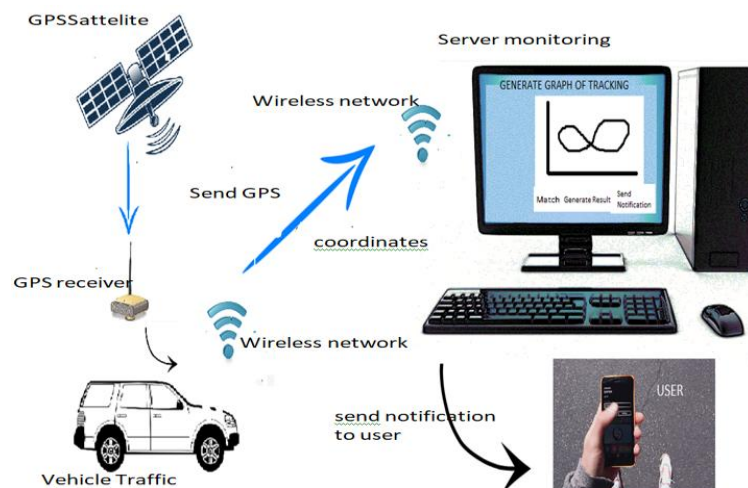 GPSSattelite
Server monitoring
GENERATE GRAPH OF TRACKING
Wireless network
Match Generate Result Send
Notification
Send GPS
coordinates
GPS receiver
Wireless network
USER
send notification
to user
Vehicle Traffic